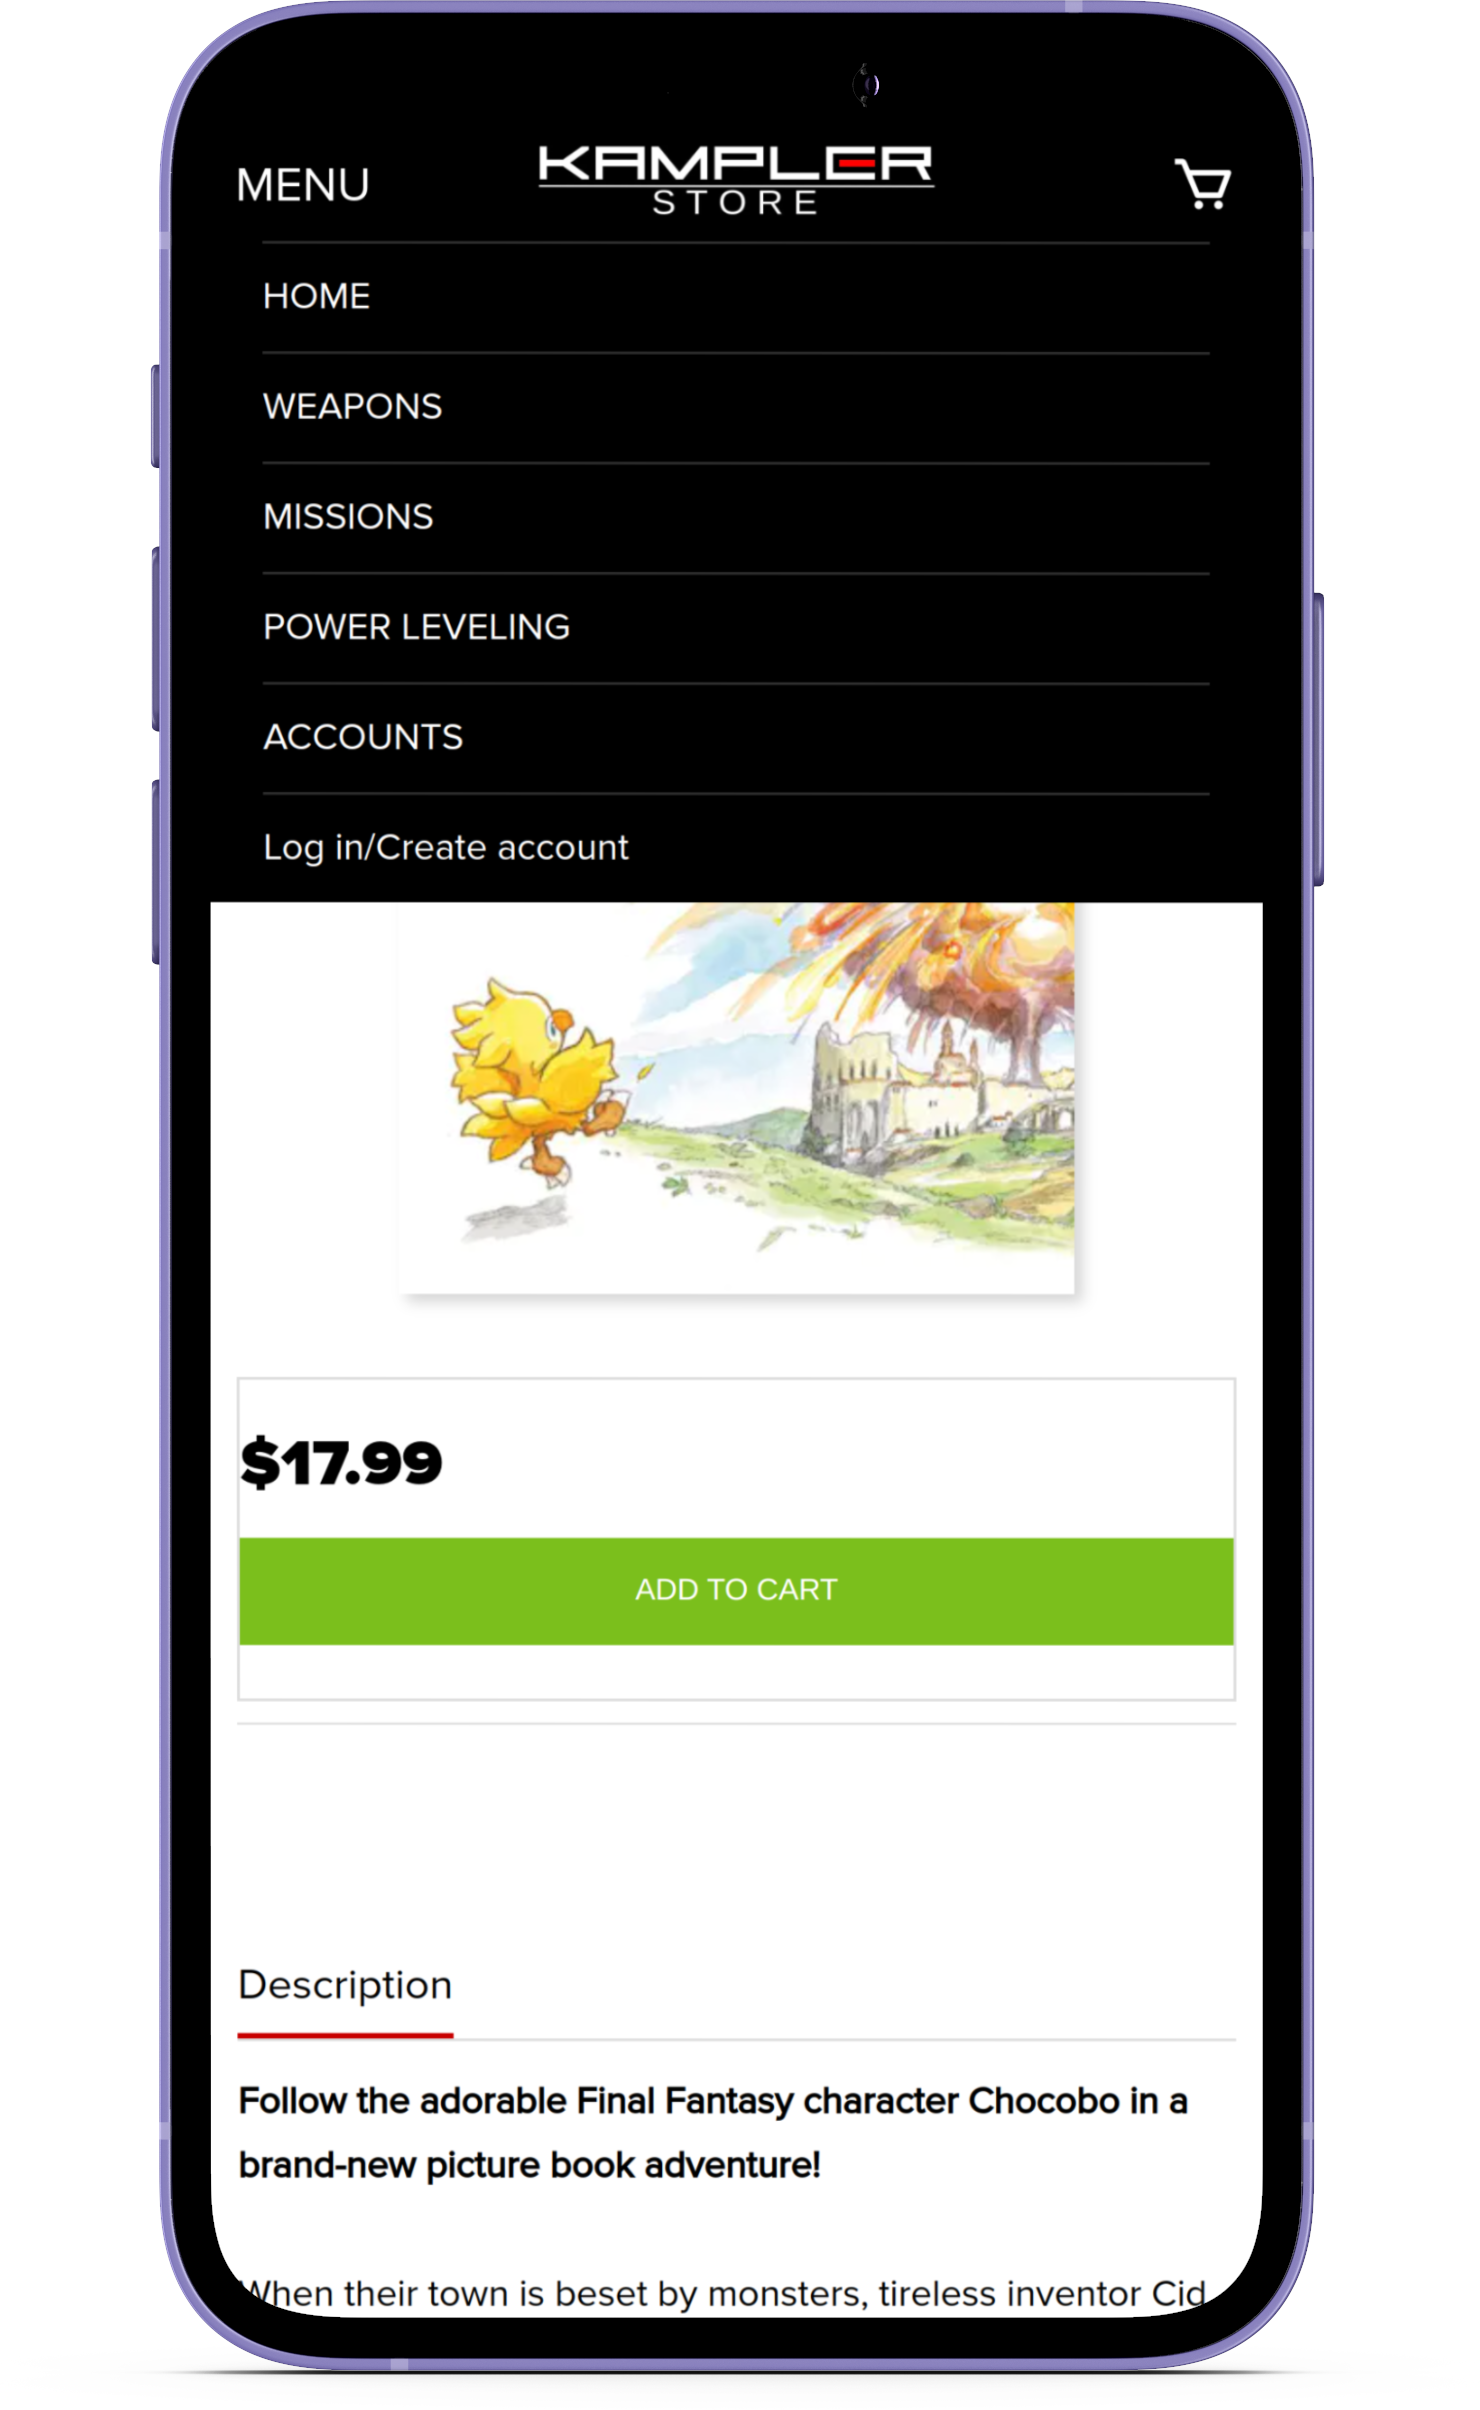 MENU
KAMPLER
STORE
HOME
WEAPONS
MISSIONS
POWER LEVELING
ACCOUNTS
Log in/Create account
$17.99
ADD TO CART
Description
Follow the adorable Final Fantasy character Chocobo in a
brand-new picture book adventure!
When their town is beset by monsters, tireless inventor Cid